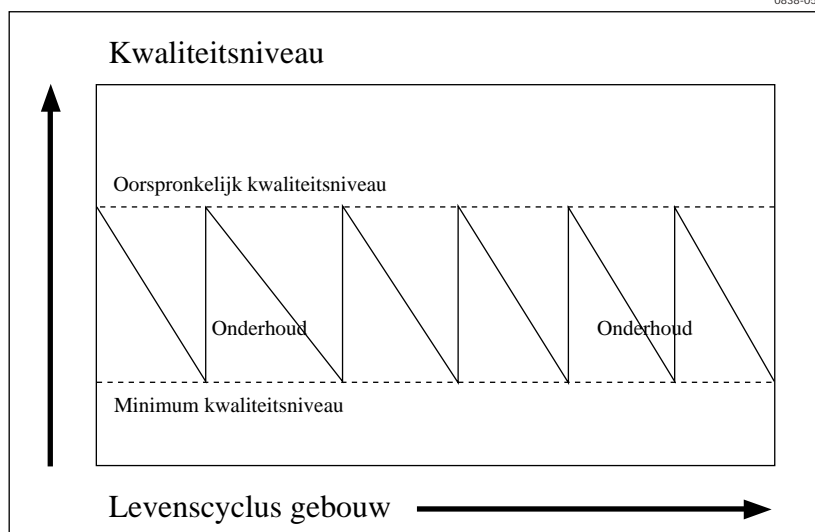 Kwaliteitsniveau
Oorspronkelijk kwaliteitsniveau
Onderhoud
Onderhoud
Minimum kwaliteitsniveau
Levenscyclus gebouw